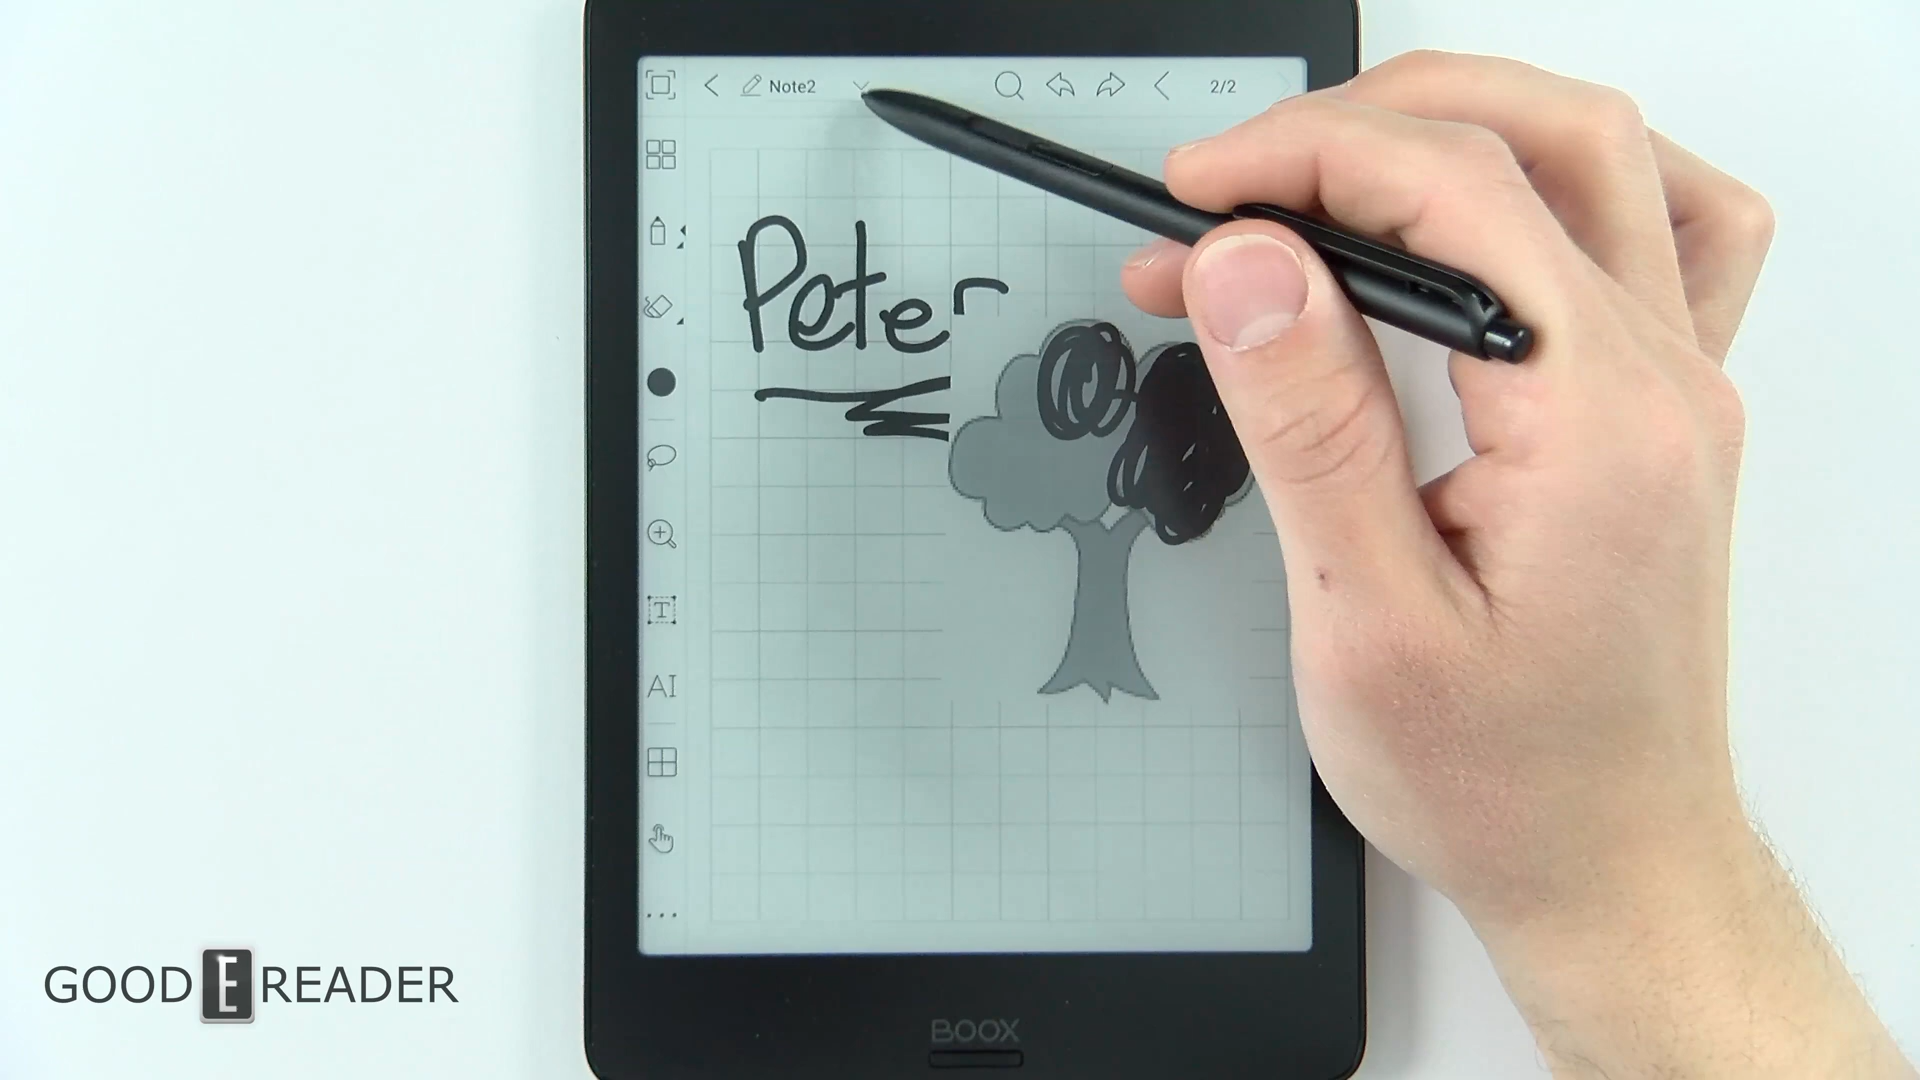 Note2 2/2
Peter
T
AI
GOOD E READER
BOOX